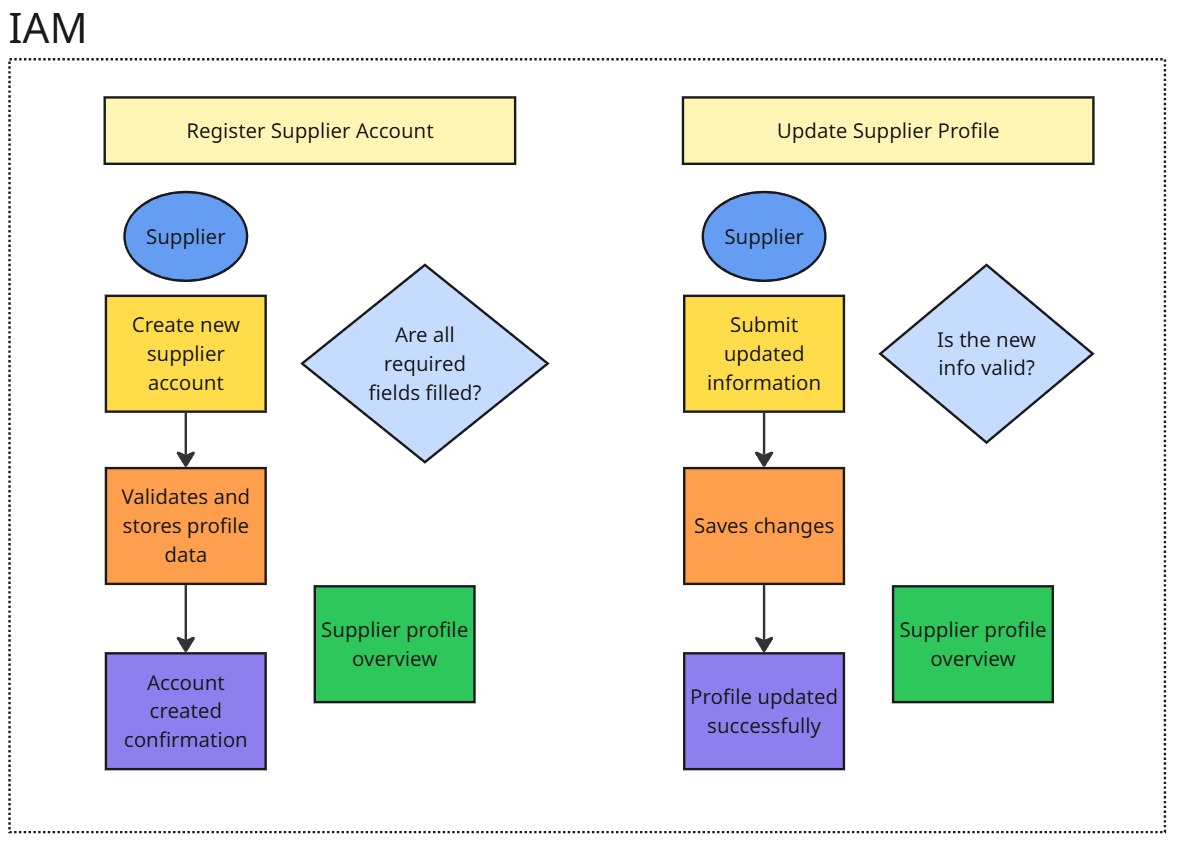 IAM
Register Supplier Account
Supplier
Create new
supplier
account
Are all
required
fields filled?
Validates and
stores profile
data
Supplier profile
overview
Account
created
confirmation
Update Supplier Profile
Supplier
Submit
updated
information
Is the new
info valid?
Saves changes
Supplier profile
overview
Profile updated
successfully